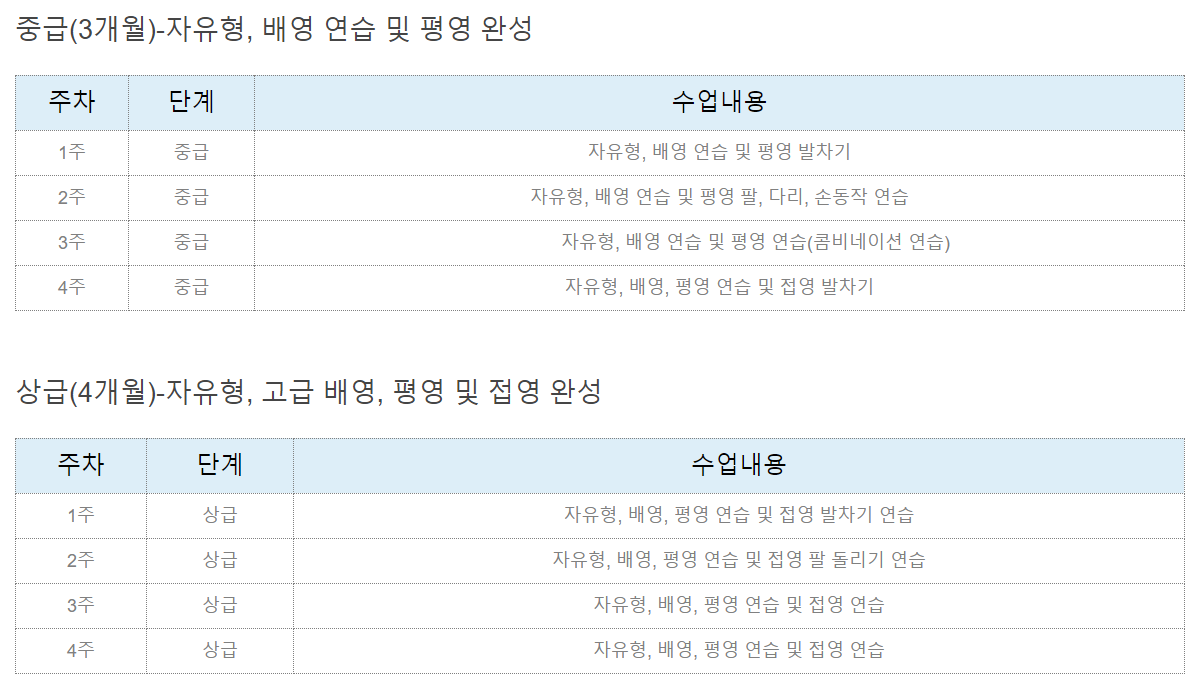 중급(3개월)-자유형, 배영 연습 및 평영 완성
주차 단계 수업내용
1주 중급 자유형, 배영 연습 및 평영 발차기
2주 중급 자유형, 배영 연습 및 평영 팔, 다리, 손동작 연습
3주 중급 자유형, 배영 연습 및 평영 연습(콤비네이션 연습)
4주 중급 자유형, 배영, 평영 연습 및 접영 발차기
상급(4개월)-자유형, 고급 배영, 평영 및 접영 완성
주차 단계 수업내용
1주 상급 자유형, 배영, 평영 연습 및 접영 발차기 연습
2주 상급 자유형, 배영, 평영 연습 및 접영 팔 돌리기 연습
3주 상급 자유형, 배영, 평영 연습 및 접영 연습
4주 상급 자유형, 배영, 평영 연습 및 접영 연습